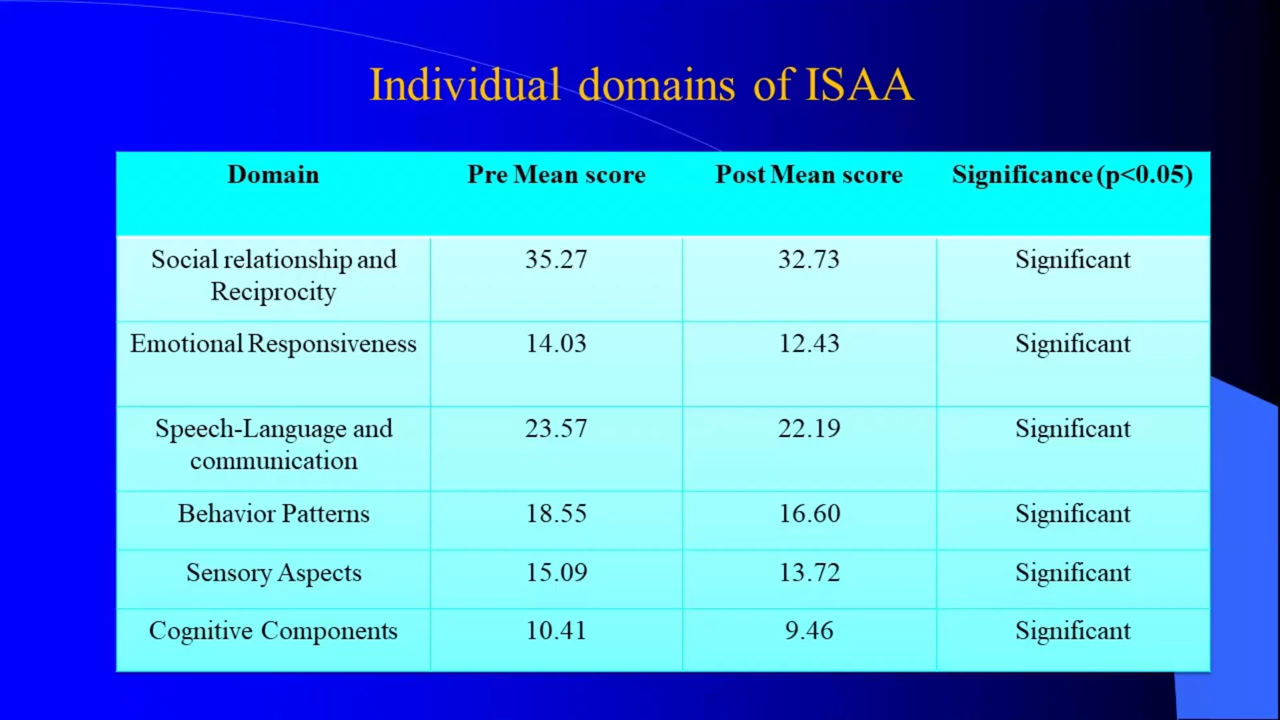 Individual domains of ISAA
Domain Pre Mean score Post Mean score Significance (p<0.05)
Social relationship and
Reciprocity 35.27 32.73 Significant
Emotional Responsiveness 14.03 12.43 Significant
Speech-Language and
communication 23.57 22.19 Significant
Behavior Patterns 18.55 16.60 Significant
Sensory Aspects 15.09 13.72 Significant
Cognitive Components 10.41 9.46 Significant